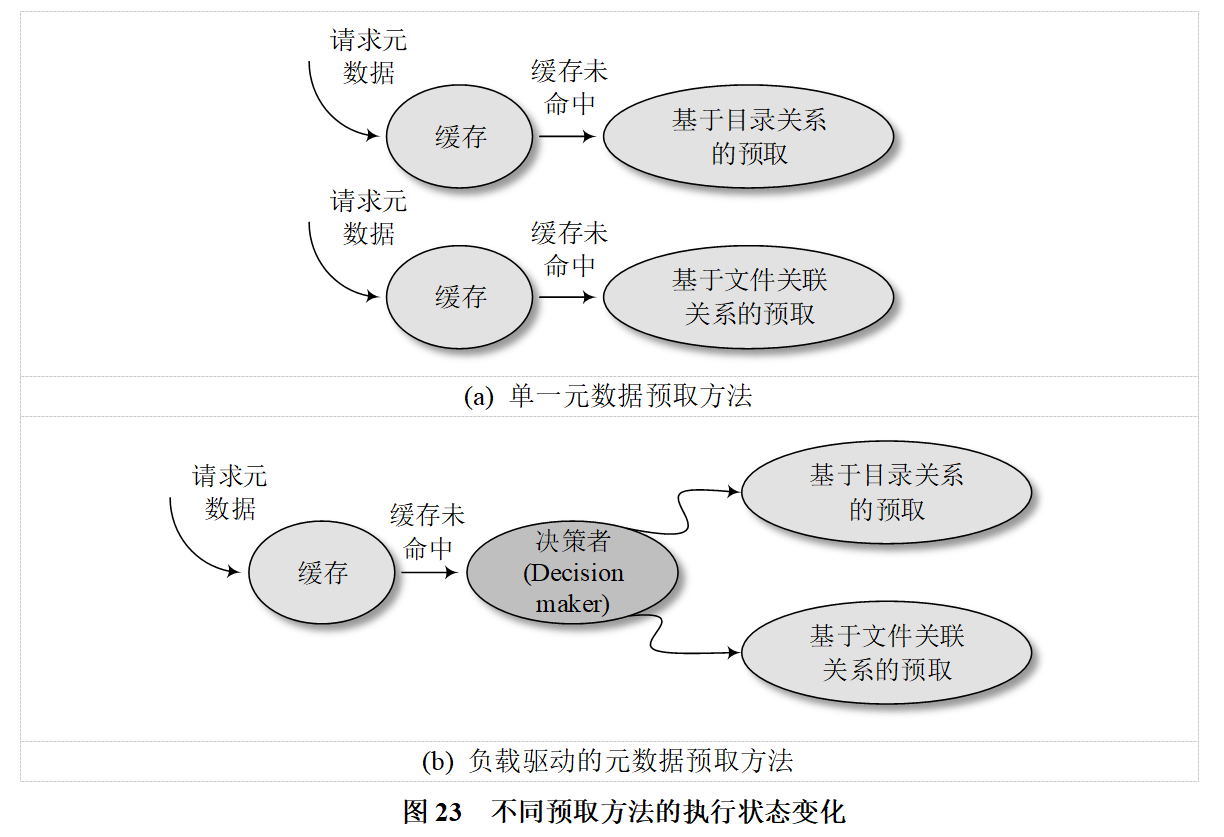 请求元
数据
缓存未
命中
缓存
基于目录关系
的预取
请求元
数据
缓存未
命中
缓存
基于文件关联
关系的预取
(a) 单一元数据预取方法
请求元
数据
缓存未
命中
缓存
决策者
(Decision
maker)
基于目录关系
的预取
基于文件关联
关系的预取
(b) 负载驱动的元数据预取方法
图 23 不同预取方法的执行状态变化